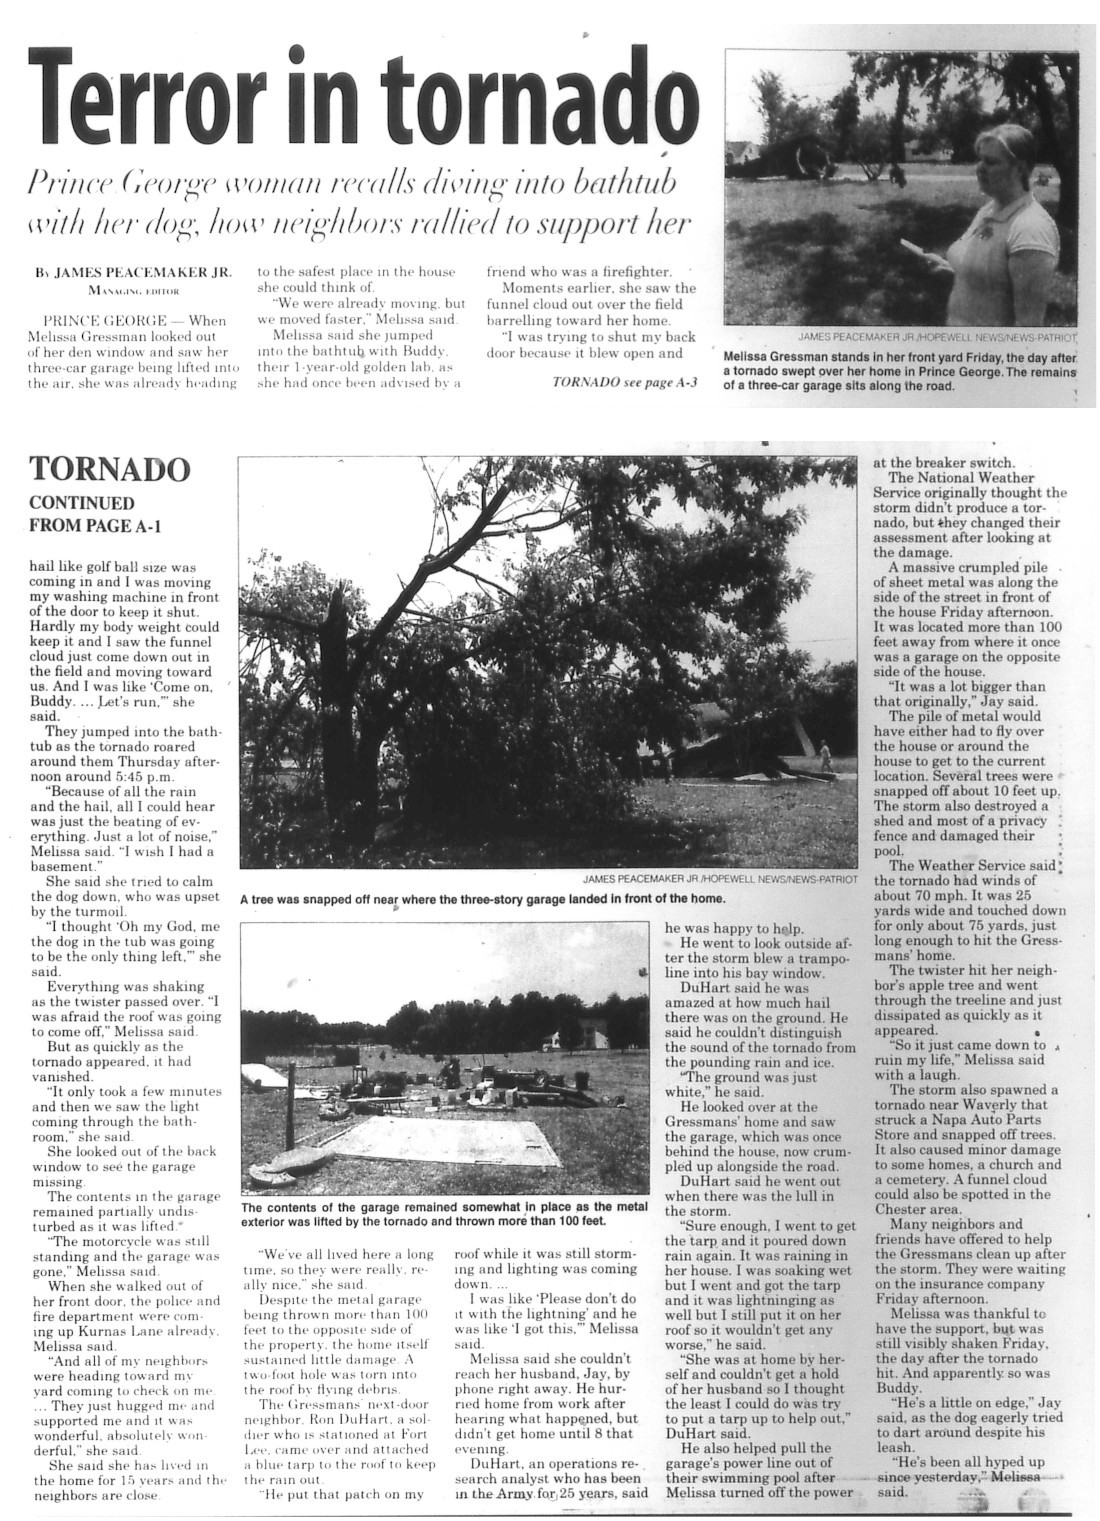 Terror in tornado
Prince George woman recalls diving into bathtub
with her dog, how neighbors rallied to support her
By JAMES PEACEMAKER JR.
MANAGING EDITOR
PRINCE GEORGE — When
Melissa Gressman looked out
of her den window and saw her
three-car garage being lifted into
the air, she was already heading
to the safest place in the house
she could think of.
"We were already moving, but
we moved faster," Melissa said.
Melissa said she jumped
into the bathtub with Buddy,
their 1-year-old golden lab, as
she had once been advised by a
friend who was a firefighter.
Moments earlier, she saw the
funnel cloud out over the field
barrelling toward her home.
"I was trying to shut my back
door because it blew open and
TORNADO see page A-3
JAMES PEACEMAKER JR./HOPEWELL NEWS/NEWS-PATRIOT
Melissa Gressman stands in her front yard Friday, the day after
a tornado swept over her home in Prince George. The remains
of a three-car garage sits along the road.
TORNADO
CONTINUED
FROM PAGE A-1
hail like golf ball size was
coming in and I was moving
my washing machine in front
of the door to keep it shut.
Hardly my body weight could
keep it and I saw the funnel
cloud just come down out in
the field and moving toward
us. And I was like 'Come on,
Buddy. ... Let's run,'" she
said.
They jumped into the bath-
tub as the tornado roared
around them Thursday after-
noon around 5:45 p.m.
"Because of all the rain
and the hail, all I could hear
was just the beating of ev-
erything. Just a lot of noise,"
Melissa said. "I wish I had a
basement."
She said she tried to calm
the dog down, who was upset
by the turmoil.
"I thought 'Oh my God, me
the dog in the tub was going
to be the only thing left,'" she
said.
Everything was shaking
as the twister passed over. "I
was afraid the roof was going
to come off," Melissa said.
But as quickly as the
tornado appeared, it had
vanished.
"It only took a few minutes
and then we saw the light
coming through the bath-
room," she said.
She looked out of the back
window to see the garage
missing.
The contents in the garage
remained partially undis-
turbed as it was lifted.
"The motorcycle was still
standing and the garage was
gone," Melissa said.
When she walked out of
her front door, the police and
fire department were com-
ing up Kurnas Lane already,
Melissa said.
"And all of my neighbors
were heading toward my
yard coming to check on me.
... They just hugged me and
supported me and it was
wonderful, absolutely won-
derful," she said.
She said she has lived in
the home for 15 years and the
neighbors are close.
JAMES PEACEMAKER JR./HOPEWELL NEWS/NEWS-PATRIOT
A tree was snapped off near where the three-story garage landed in front of the home.
The contents of the garage remained somewhat in place as the metal
exterior was lifted by the tornado and thrown more than 100 feet.
"We've all lived here a long
time, so they were really, re-
ally nice," she said.
Despite the metal garage
being thrown more than 100
feet to the opposite side of
the property, the home itself
sustained little damage. A
two-foot hole was torn into
the roof by flying debris.
The Gressmans' next-door
neighbor, Ron DuHart, a sol-
dier who is stationed at Fort
Lee, came over and attached
a blue tarp to the roof to keep
the rain out.
"He put that patch on my
roof while it was still storm-
ing and lighting was coming
down. ...
I was like 'Please don't do
it with the lightning' and he
was like 'I got this,'" Melissa
said.
Melissa said she couldn't
reach her husband, Jay, by
phone right away. He hur-
ried home from work after
hearing what happened, but
didn't get home until 8 that
evening.
DuHart, an operations re-
search analyst who has been
in the Army for 25 years, said
he was happy to help.
He went to look outside af-
ter the storm blew a trampo-
line into his bay window.
DuHart said he was
amazed at how much hail
there was on the ground. He
said he couldn't distinguish
the sound of the tornado from
the pounding rain and ice.
"The ground was just
white," he said.
He looked over at the
Gressmans' home and saw
the garage, which was once
behind the house, now crum-
pled up alongside the road.
DuHart said he went out
when there was the lull in
the storm.
"Sure enough, I went to get
the tarp and it poured down
rain again. It was raining in
her house. I was soaking wet
but I went and got the tarp
and it was lightninging as
well but I still put it on her
roof so it wouldn't get any
worse," he said.
"She was at home by her-
self and couldn't get a hold
of her husband so I thought
the least I could do was try
to put a tarp up to help out,"
DuHart said.
He also helped pull the
garage's power line out of
their swimming pool after
Melissa turned off the power
at the breaker switch.
The National Weather
Service originally thought the
storm didn't produce a tor-
nado, but they changed their
assessment after looking at
the damage.
A massive crumpled pile
of sheet metal was along the
side of the street in front of
the house Friday afternoon.
It was located more than 100
feet away from where it once
was a garage on the opposite
side of the house.
"It was a lot bigger than
that originally," Jay said.
The pile of metal would
have either had to fly over
the house or around the
house to get to the current
location. Several trees were
snapped off about 10 feet up.
The storm also destroyed a
shed and most of a privacy
fence and damaged their
pool.
The Weather Service said
the tornado had winds of
about 70 mph. It was 25
yards wide and touched down
for only about 75 yards, just
long enough to hit the Gress-
mans' home.
The twister hit her neigh-
bor's apple tree and went
through the treeline and just
dissipated as quickly as it
appeared.
"So it just came down to
ruin my life," Melissa said
with a laugh.
The storm also spawned a
tornado near Waverly that
struck a Napa Auto Parts
Store and snapped off trees.
It also caused minor damage
to some homes, a church and
a cemetery. A funnel cloud
could also be spotted in the
Chester area.
Many neighbors and
friends have offered to help
the Gressmans clean up after
the storm. They were waiting
on the insurance company
Friday afternoon.
Melissa was thankful to
have the support, but was
still visibly shaken Friday,
the day after the tornado
hit. And apparently so was
Buddy.
"He's a little on edge," Jay
said, as the dog eagerly tried
to dart around despite his
leash.
"He's been all hyped up
since yesterday," Melissa
said.